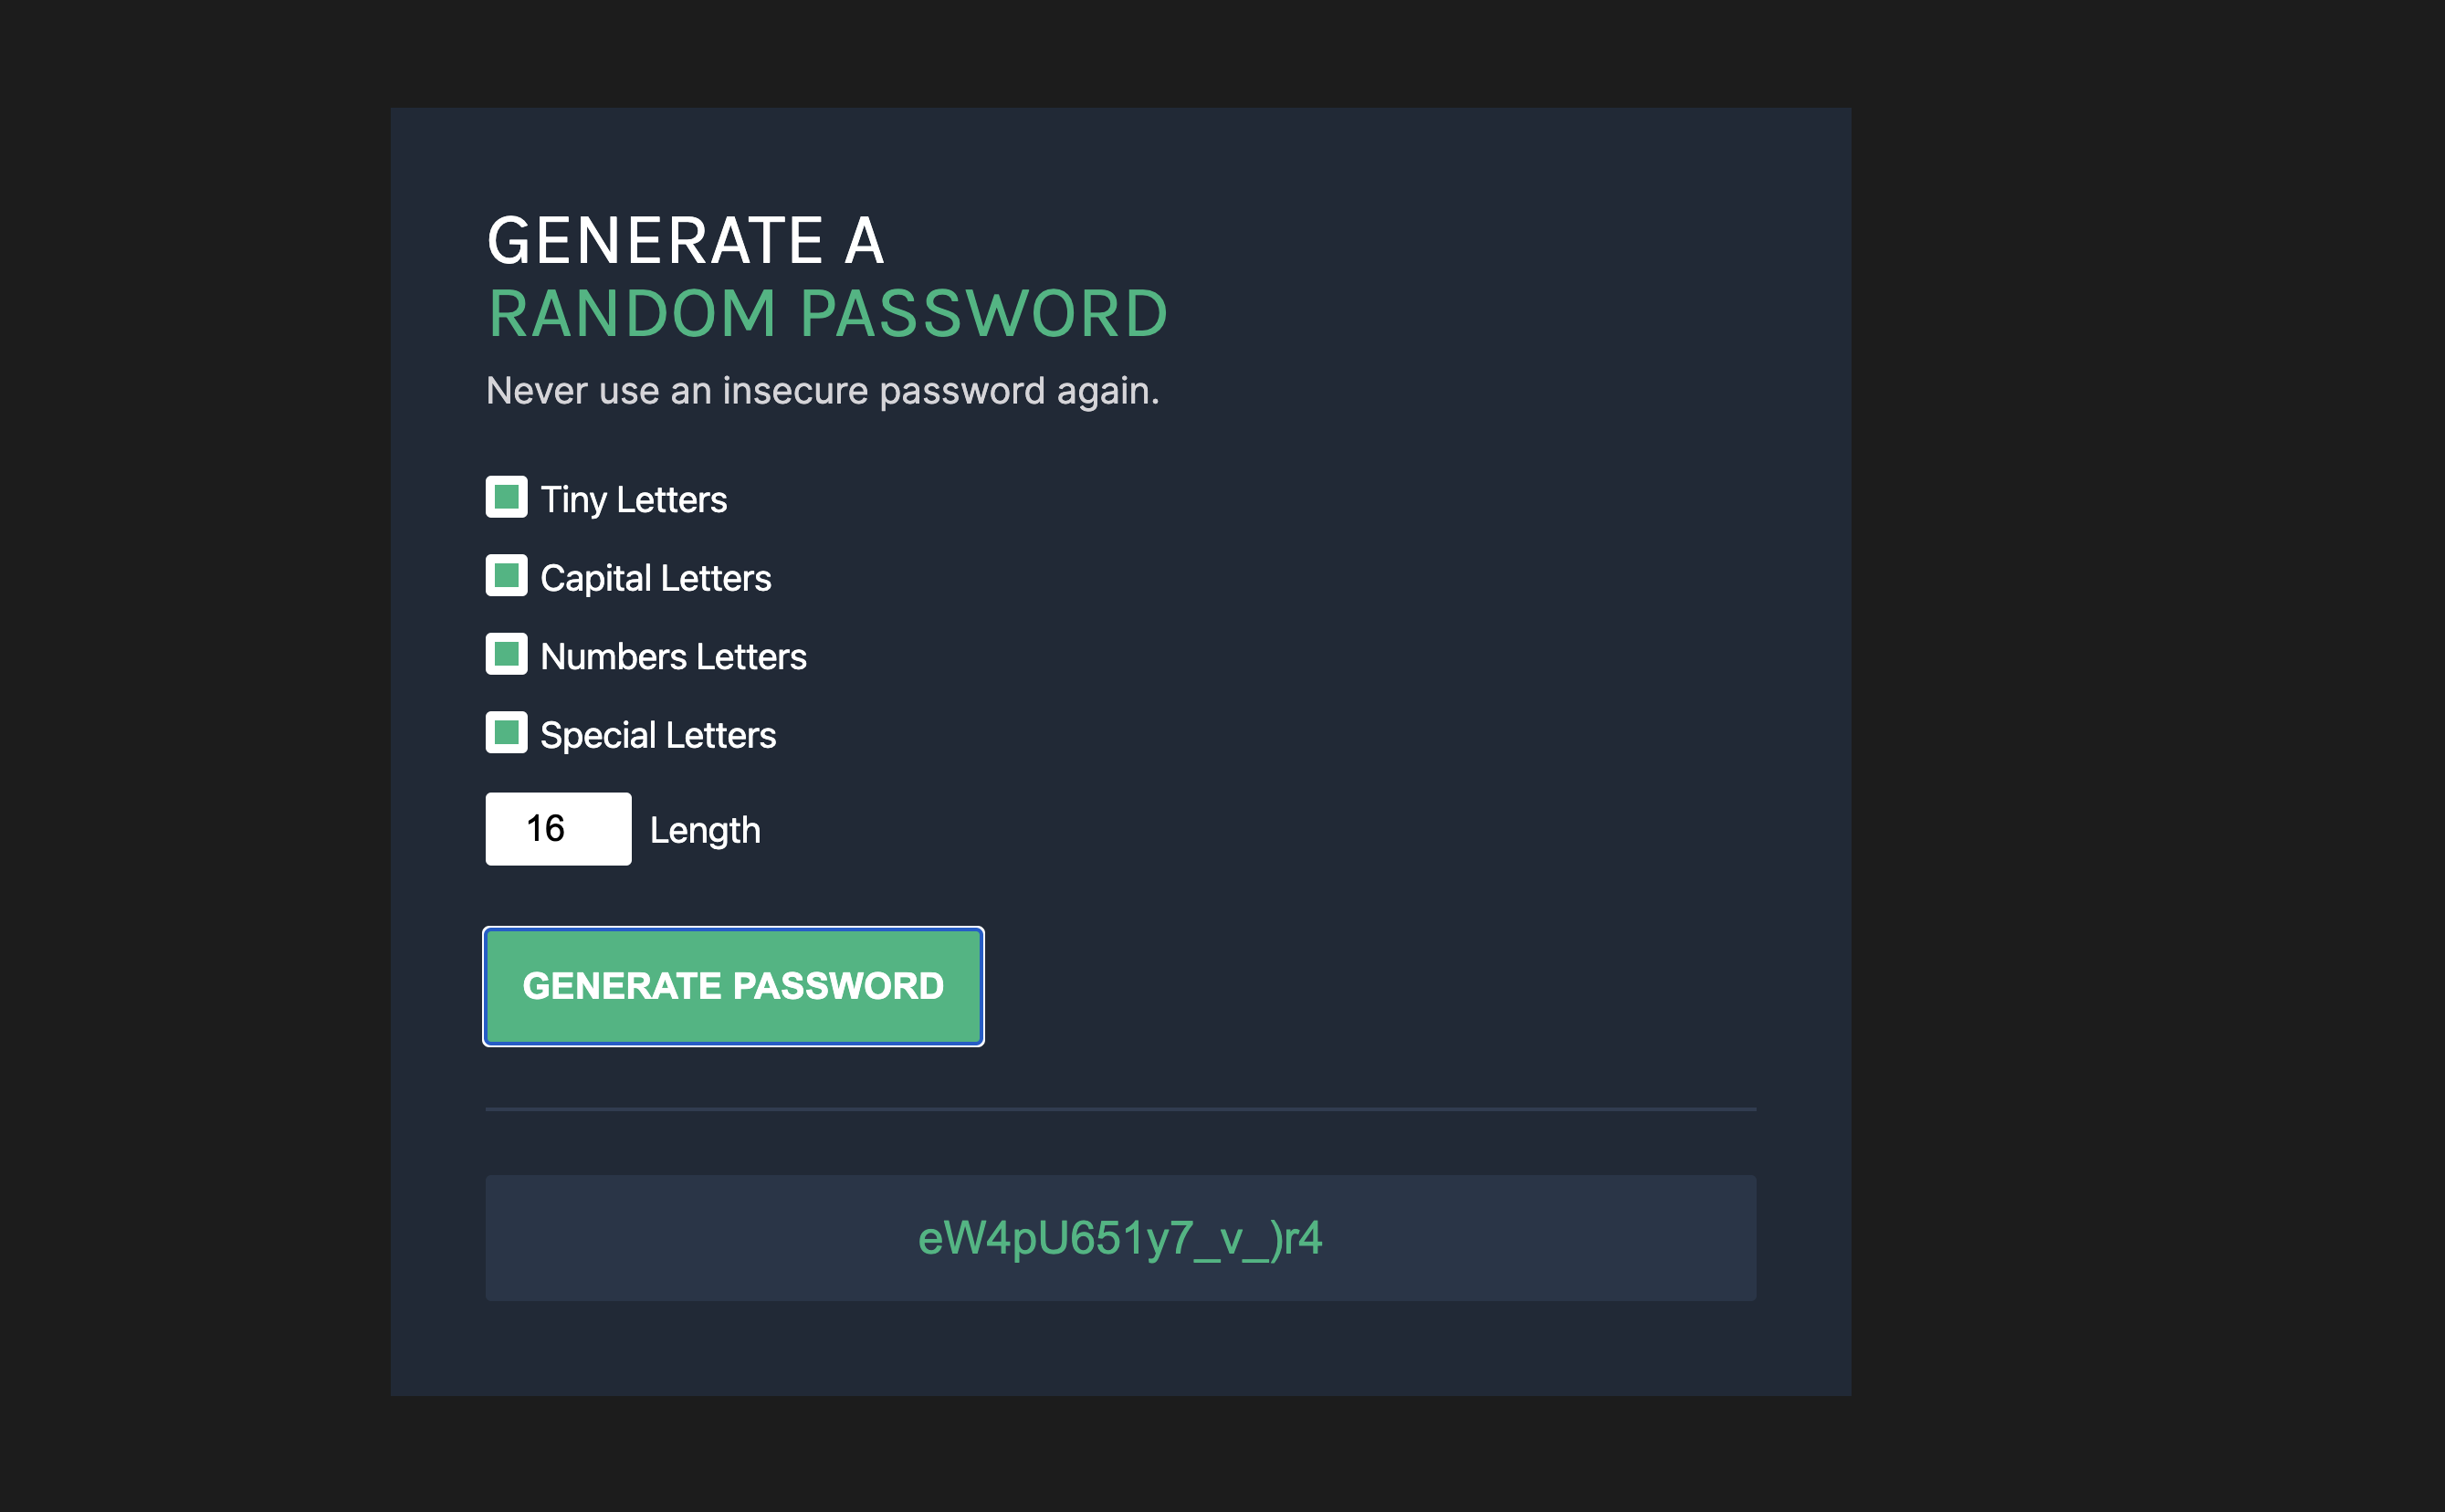 GENERATE A
RANDOM PASSWORD
Never use an insecure password again.
Tiny Letters
Capital Letters
Numbers Letters
Special Letters
16 Length
GENERATE PASSWORD
eW4pU651y7_v_)r4